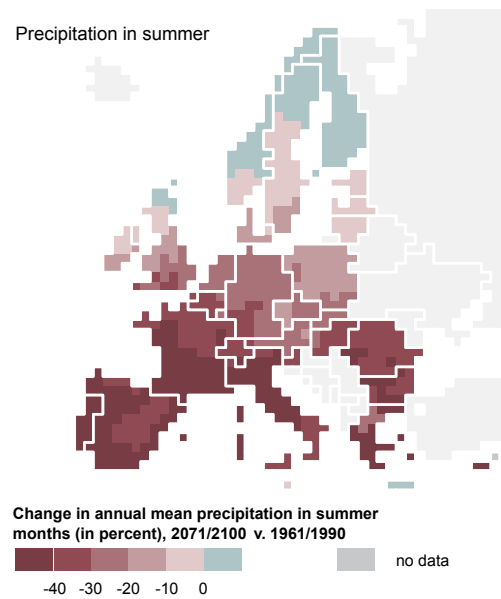 Precipitation in summer
Change in annual mean precipitation in summer
months (in percent), 2071/2100 v. 1961/1990
no data
-40 -30 -20 -10 0